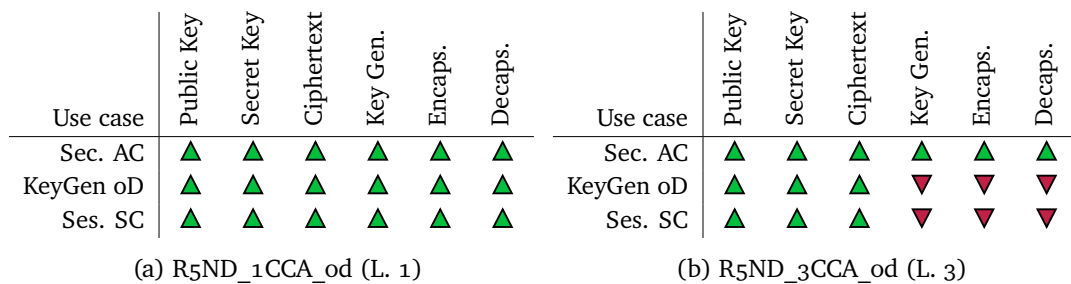 Use case Public Key Secret Key Ciphertext Key Gen. Encaps. Decaps.
Sec. AC
KeyGen oD
Ses. SC
(a) R5ND_1CCA_od (L. 1)
Use case Public Key Secret Key Ciphertext Key Gen. Encaps. Decaps.
Sec. AC
KeyGen oD
Ses. SC
(b) R5ND_3CCA_od (L. 3)